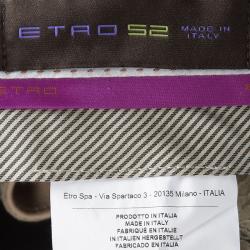 ETRO 52 MADE IN
ITALY
ETRO
Etro Spa - Via Spartaco 3 - 20135 Milano - ITALIA
PRODOTTO IN ITALIA
MADE IN ITALY
FABRIQUÉ EN ITALIE
IN ITALIEN HERGESTELLT
FABRICADO EN ITALIA